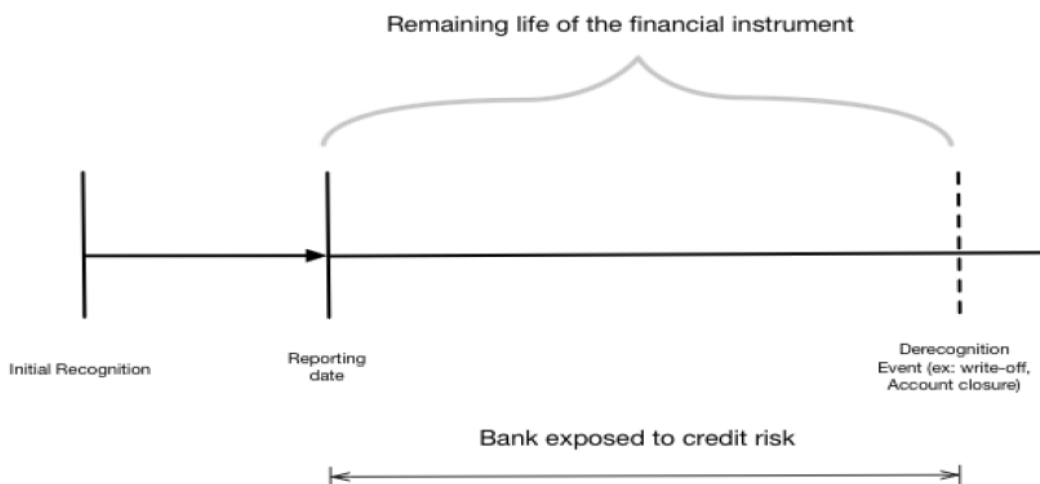 Remaining life of the financial instrument
Initial Recognition
Reporting
date
Derecognition
Event (ex: write-off,
Account closure)
Bank exposed to credit risk